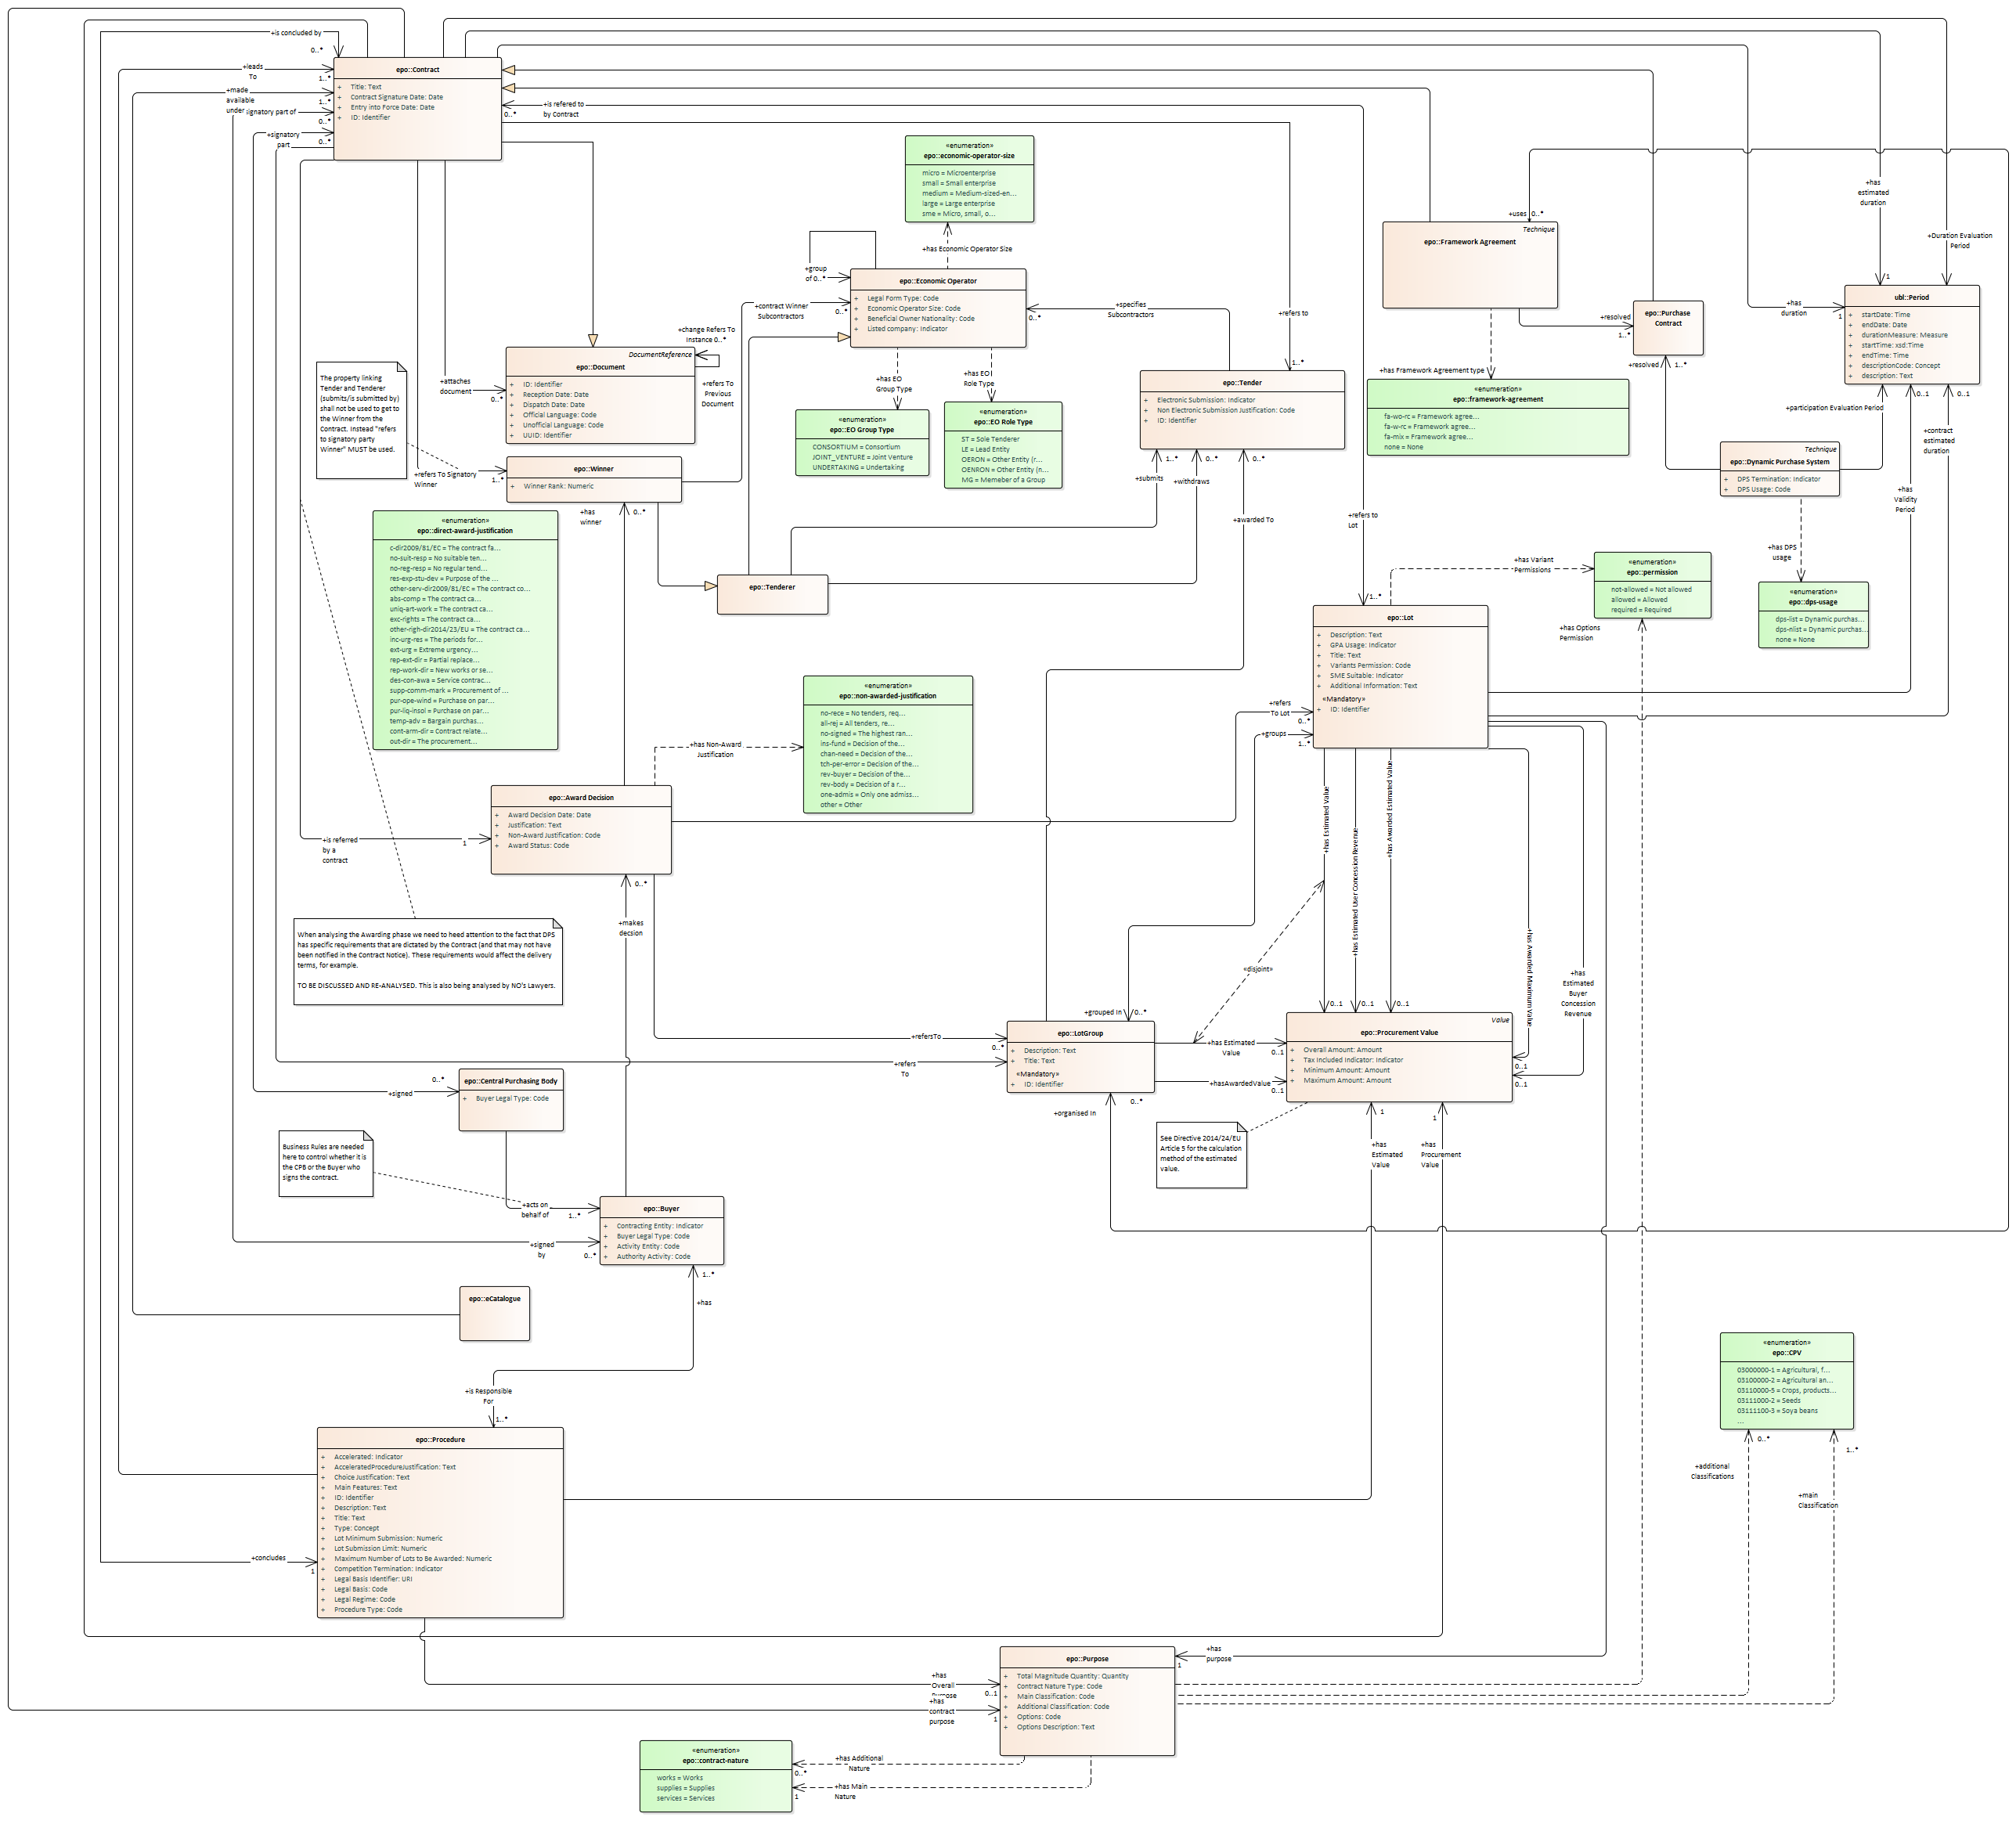 +is concluded by
0..*
+leads
To
1..*
+made
available
under
1..*
signatory part of
0..*
+signatory
part
0..*
epo::Contract
+ Title: Text
+ Contract Signature Date: Date
+ Entry into Force Date: Date
+ ID: Identifier
+is refered to
by Contract
0..*
«enumeration»
epo::economic-operator-size
micro = Microenterprise
small = Small enterprise
medium = Medium-sized-en...
large = Large enterprise
sme = Micro, small, o...
+has Economic Operator Size
+group
of 0..*
epo::Economic Operator
+ Legal Form Type: Code
+ Economic Operator Size: Code
+ Beneficial Owner Nationality: Code
+ Listed company: Indicator
+contract Winner
Subcontractors
0..*
+specifies
Subcontractors
0..*
+refers to
1..*
+uses 0..*
Technique
epo::Framework Agreement
+has
estimated
duration
1
+Duration Evaluation
Period
+has
duration
1
ubl::Period
+ startDate: Time
+ endDate: Date
+ durationMeasure: Measure
+ startTime: xsd:Time
+ endTime: Time
+ descriptionCode: Concept
+ description: Text
+resolved
1..*
epo::Purchase
Contract
+resolved 1..*
+has Framework Agreement type
«enumeration»
epo::framework-agreement
fa-wo-rc = Framework agree...
fa-w-rc = Framework agree...
fa-mix = Framework agree...
none = None
+participation Evaluation Period
0..1
0..1
+contract
estimated
duration
Technique
epo::Dynamic Purchase System
+ DPS Termination: Indicator
+ DPS Usage: Code
+has
Validity
Period
+has DPS
usage
«enumeration»
epo::dps-usage
dps-list = Dynamic purchas...
dps-nlist = Dynamic purchas...
none = None
+change Refers To
Instance 0..*
DocumentReference
epo::Document
+ ID: Identifier
+ Reception Date: Date
+ Dispatch Date: Date
+ Official Language: Code
+ Unofficial Language: Code
+ UUID: Identifier
+refers To
Previous
Document
+attaches
document
0..*
The property linking
Tender and Tenderer
(submits/is submitted by)
shall not be used to get to
the Winner from the
Contract. Instead "refers
to signatory party
Winner" MUST be used.
+refers To Signatory
Winner
1..*
epo::Winner
+ Winner Rank: Numeric
+has EO
Group Type
+has EO
Role Type
«enumeration»
epo::EO Group Type
CONSORTIUM = Consortium
JOINT_VENTURE = Joint Venture
UNDERTAKING = Undertaking
«enumeration»
epo::EO Role Type
ST = Sole Tenderer
LE = Lead Entity
OERON = Other Entity (r...
OENRON = Other Entity (n...
MG = Memeber of a Group
epo::Tender
+ Electronic Submission: Indicator
+ Non Electronic Submission Justification: Code
+ ID: Identifier
1..*
0..*
0..*
+submits
+withdraws
+awarded To
+refers to
Lot
1..*
+has
winner
0..*
epo::Tenderer
«enumeration»
epo::direct-award-justification
c-dir2009/81/EC = The contract fa...
no-suit-resp = No suitable ten...
no-reg-resp = No regular tend...
res-exp-stu-dev = Purpose of the ...
other-serv-dir2009/81/EC = The contract co...
abs-comp = The contract ca...
uniq-art-work = The contract ca...
exc-rights = The contract ca...
other-righ-dir2014/23/EU = The contract ca...
inc-urg-res = The periods for...
ext-urg = Extreme urgency...
rep-ext-dir = Partial replace...
rep-work-dir = New works or se...
des-con-awa = Service contrac...
supp-comm-mark = Procurement of ...
pur-ope-wind = Purchase on par...
pur-liq-insol = Purchase on par...
temp-adv = Bargain purchas...
cont-arm-dir = Contract relate...
out-dir = The procurement...
+has Variant
Permissions
«enumeration»
epo::permission
not-allowed = Not allowed
allowed = Allowed
required = Required
+has Options
Permission
epo::Lot
+ Description: Text
+ GPA Usage: Indicator
+ Title: Text
+ Variants Permission: Code
+ SME Suitable: Indicator
+ Additional Information: Text
«Mandatory»
+ ID: Identifier
+refers
To Lot
0..*
+groups
1..*
«enumeration»
epo::non-awarded-justification
no-rece = No tenders, req...
all-rej = All tenders, re...
no-signed = The highest ran...
ins-fund = Decision of the...
chan-need = Decision of the...
tch-per-error = Decision of the...
rev-buyer = Decision of the...
rev-body = Decision of a r...
one-admis = Only one admiss...
other = Other
+has Non-Award
Justification
epo::Award Decision
+ Award Decision Date: Date
+ Justification: Text
+ Non-Award Justification: Code
+ Award Status: Code
+is referred
by a
contract
1
0..*
+makes
decsion
+has Estimated Value
+has Estimated User Concession Revenue
+has Awarded Estimated Value
+has Awarded Maximum Value
+has
Estimated
Buyer
Concession
Revenue
«disjoint»
When analysing the Awarding phase we need to heed attention to the fact that DPS
has specific requirements that are dictated by the Contract (and that may not have
been notified in the Contract Notice). These requirements would affect the delivery
terms, for example.
TO BE DISCUSSED AND RE-ANALYSED. This is also being analysed by NO's Lawyers.
+grouped In
0..*
0..1
0..1
0..1
+refersTo
0..*
+refers
To
epo::LotGroup
+ Description: Text
+ Title: Text
«Mandatory»
+ ID: Identifier
+has Estimated
Value
0..1
+hasAwardedValue
0..1
Value
epo::Procurement Value
+ Overall Amount: Amount
+ Tax Included Indicator: Indicator
+ Minimum Amount: Amount
+ Maximum Amount: Amount
0..1
0..1
+organised In
0..*
See Directive 2014/24/EU
Article 5 for the calculation
method of the estimated
value.
1
+has
Estimated
Value
1
+has
Procurement
Value
0..*
+signed
epo::Central Purchasing Body
+ Buyer Legal Type: Code
Business Rules are needed
here to control whether it is
the CPB or the Buyer who
signs the contract.
+acts on
behalf of
1..*
+signed
by
0..*
epo::Buyer
+ Contracting Entity: Indicator
+ Buyer Legal Type: Code
+ Activity Entity: Code
+ Authority Activity: Code
1..*
+has
epo::eCatalogue
+is Responsible
For
1..*
epo::Procedure
+ Accelerated: Indicator
+ AcceleratedProcedureJustification: Text
+ Choice Justification: Text
+ Main Features: Text
+ ID: Identifier
+ Description: Text
+ Title: Text
+ Type: Concept
+ Lot Minimum Submission: Numeric
+ Lot Submission Limit: Numeric
+ Maximum Number of Lots to Be Awarded: Numeric
+ Competition Termination: Indicator
+ Legal Basis Identifier: URI
+ Legal Basis: Code
+ Legal Regime: Code
+ Procedure Type: Code
+concludes
1
«enumeration»
epo::CPV
03000000-1 = Agricultural, f...
03100000-2 = Agricultural an...
03110000-5 = Crops, products...
03111000-2 = Seeds
03111100-3 = Soya beans
...
0..*
1..*
+additional
Classifications
+main
Classification
+has
purpose
1
+has
Overall
Purpose
0..1
+has
contract
purpose
1
epo::Purpose
+ Total Magnitude Quantity: Quantity
+ Contract Nature Type: Code
+ Main Classification: Code
+ Additional Classification: Code
+ Options: Code
+ Options Description: Text
«enumeration»
epo::contract-nature
works = Works
supplies = Supplies
services = Services
+has Additional
Nature
0..*
+has Main
Nature
1